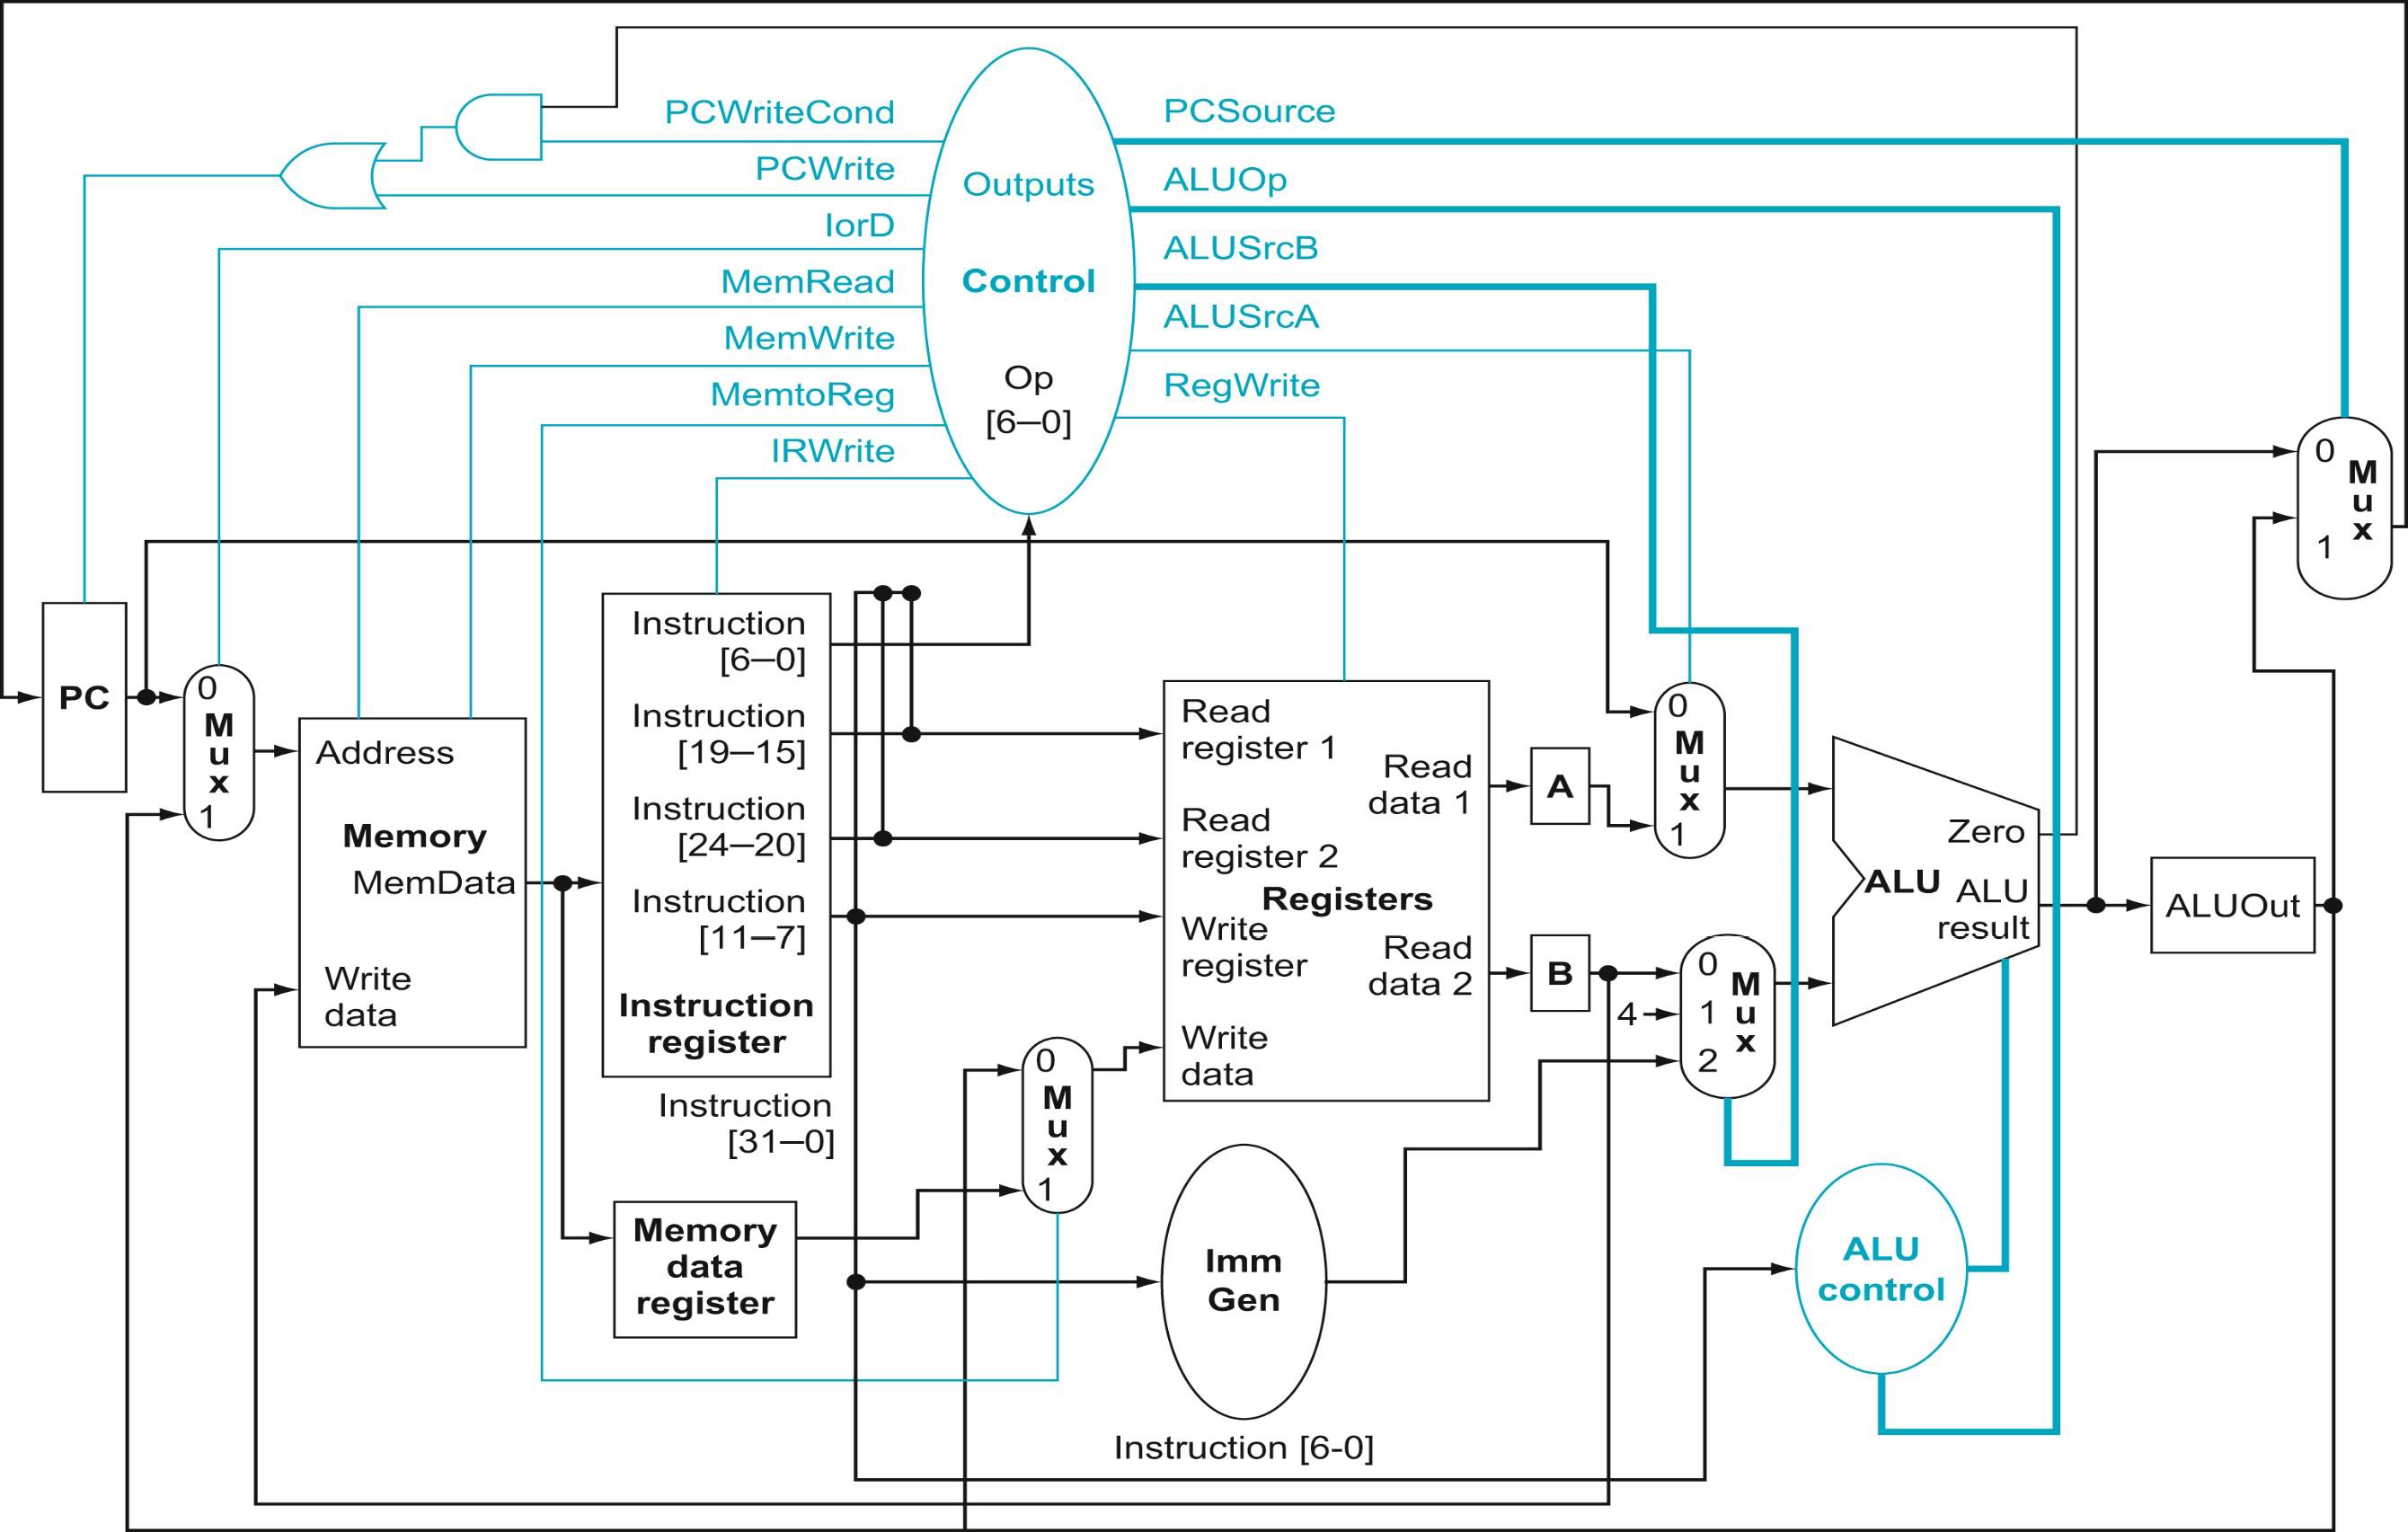 PCWriteCond
PCWrite
IorD
MemRead
MemWrite
MemtoReg
IRWrite
Outputs
Control
Op
[6–0]
PCSource
ALUOp
ALUSrcB
ALUSrcA
RegWrite
0
M
u
x
1
PC
0
M
u
x
1
Address
Memory
MemData
Write
data
Instruction
[6–0]
Instruction
[19–15]
Instruction
[24–20]
Instruction
[11–7]
Instruction
register
Instruction
[31–0]
Memory
data
register
0
M
u
x
1
Read
register 1
Read
register 2
Registers
Write
register
Write
data
Read
data 1
Read
data 2
Imm
Gen
Instruction [6-0]
A
B
4
0
M
u
x
1
0
1
2
M
u
x
Zero
ALU
ALU
result
ALU
control
ALUOut